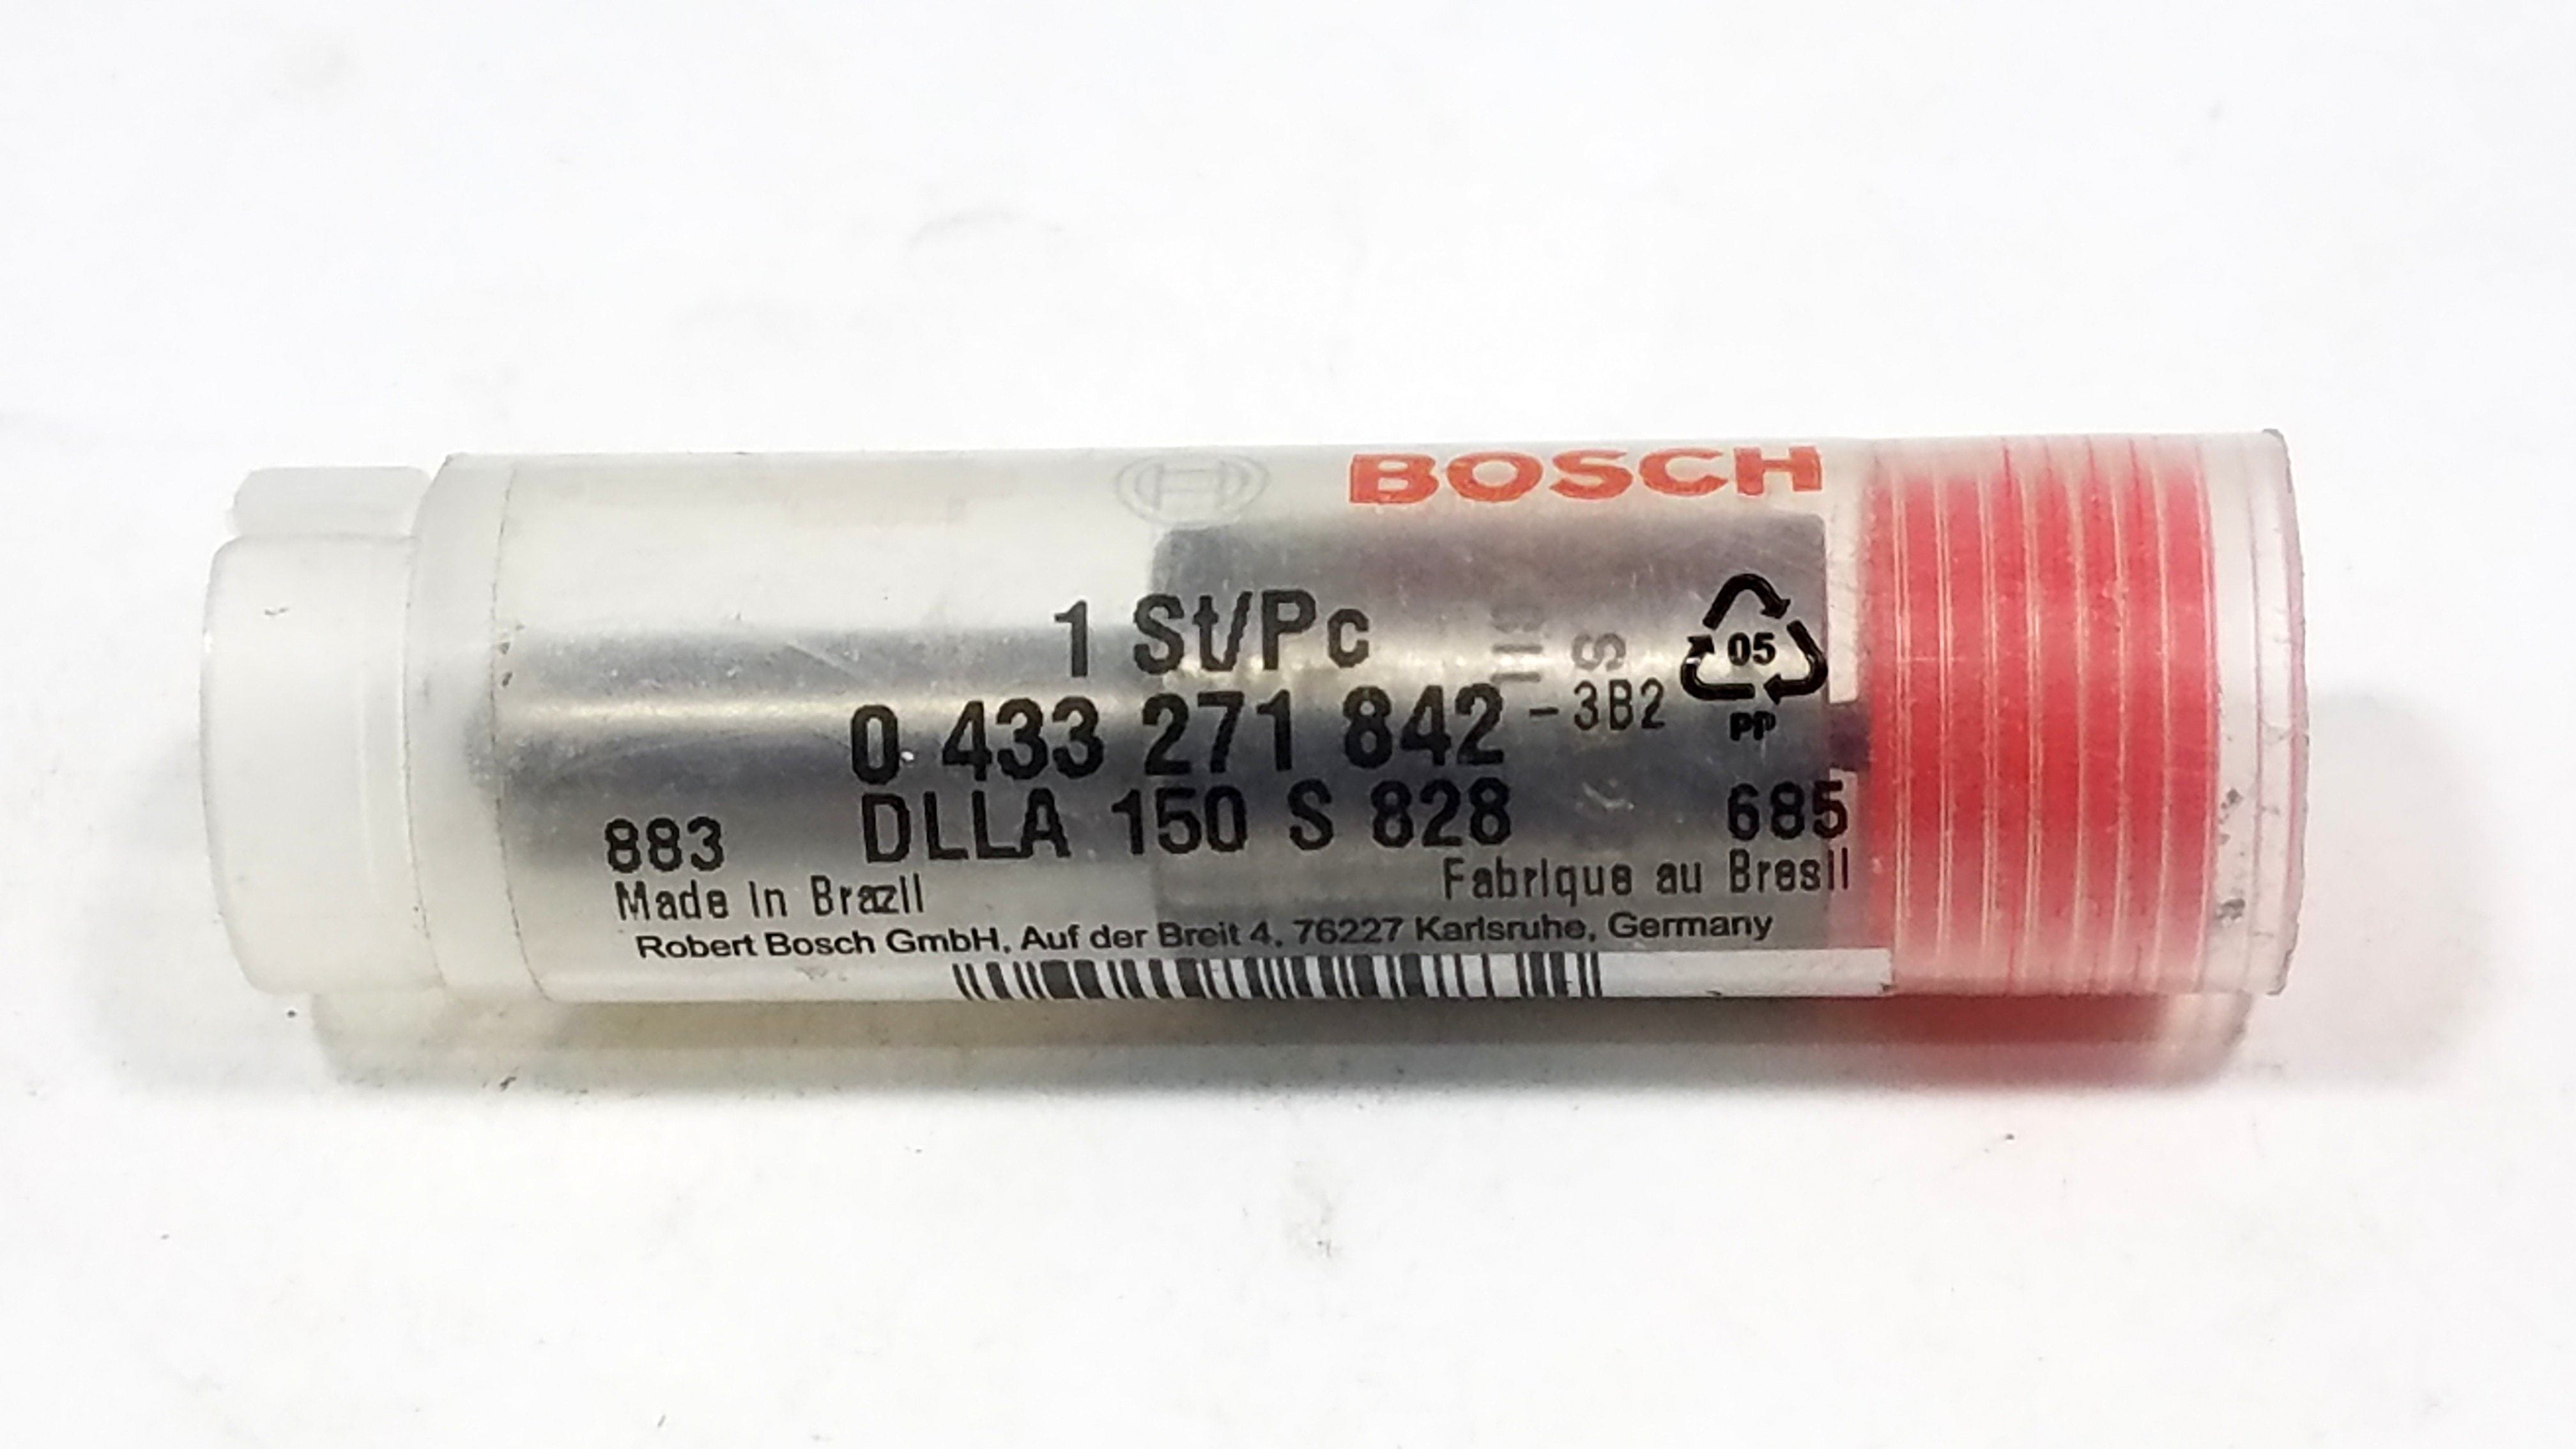 BOSCH
1 St/Pc
05
PP
0 433 271 842 -3B2
DLLA 150 S 828
883
685
Made in Brazil
Fabrique au Bresil
Robert Bosch GmbH, Auf der Breit 4, 76227 Karlsruhe, Germany